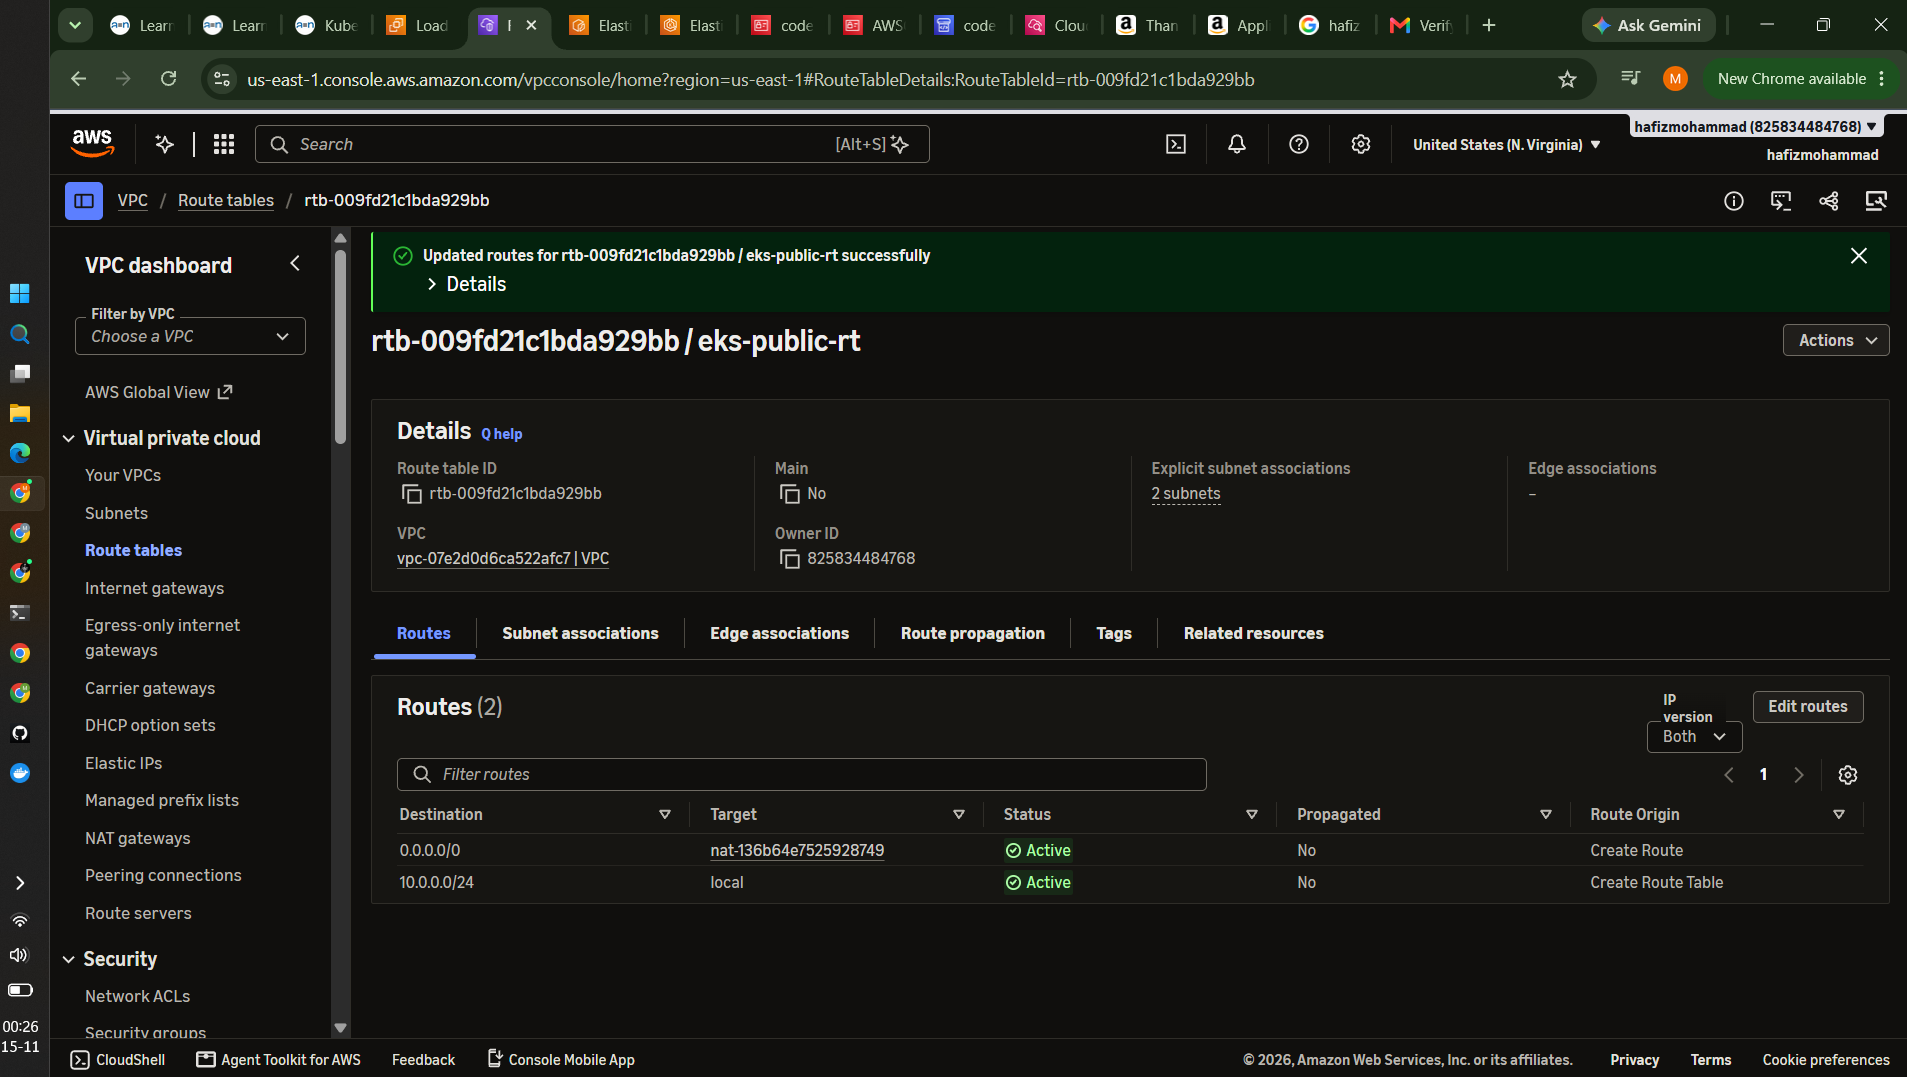 Learn
Learn
Kube
Load
Elasti
Elasti
code
AWS
code
Clou
Than
Appli
hafiz
Verify
Ask Gemini
us-east-1.console.aws.amazon.com/vpcconsole/home?region=us-east-1#RouteTableDetails:RouteTableId=rtb-009fd21c1bda929bb
M
New Chrome available
aws
Search
[Alt+S]
United States (N. Virginia)
hafizmohammad (825834484768)
hafizmohammad
VPC / Route tables / rtb-009fd21c1bda929bb
VPC dashboard
Filter by VPC
Choose a VPC
AWS Global View
Virtual private cloud
Your VPCs
Subnets
Route tables
Internet gateways
Egress-only internet
gateways
Carrier gateways
DHCP option sets
Elastic IPs
Managed prefix lists
NAT gateways
Peering connections
Route servers
Security
Network ACLs
Security groups
Updated routes for rtb-009fd21c1bda929bb / eks-public-rt successfully
Details
rtb-009fd21c1bda929bb / eks-public-rt
Actions
Details Q help
Route table ID
rtb-009fd21c1bda929bb
Main
No
Explicit subnet associations
2 subnets
Edge associations
–
VPC
vpc-07e2d0d6ca522afc7 | VPC
Owner ID
825834484768
Routes Subnet associations Edge associations Route propagation Tags Related resources
Routes (2)
IP
version
Both
Edit routes
Filter routes
1
Destination Target Status Propagated Route Origin
0.0.0.0/0 nat-136b64e7525928749 Active No Create Route
10.0.0.0/24 local Active No Create Route Table
00:26
15-11
CloudShell Agent Toolkit for AWS Feedback Console Mobile App
© 2026, Amazon Web Services, Inc. or its affiliates. Privacy Terms Cookie preferences